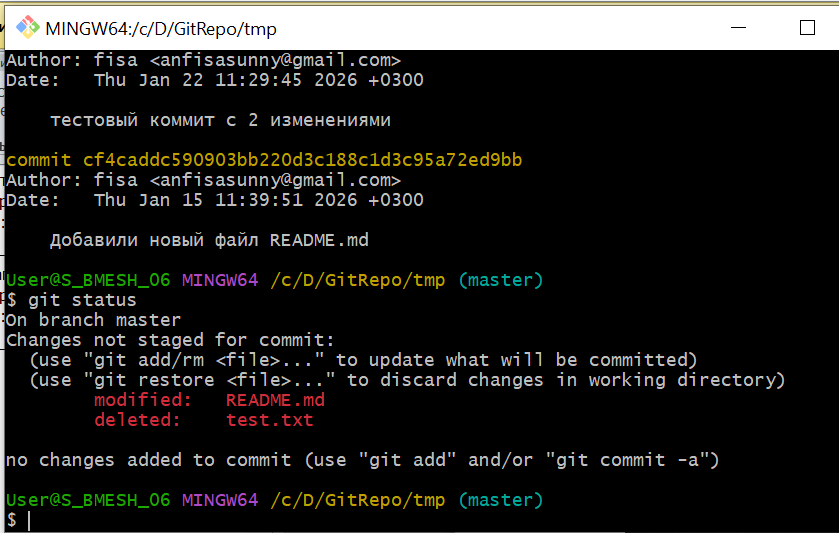 MINGW64:/c/D/GitRepo/tmp
Author: fisa <anfisasunny@gmail.com>
Date:   Thu Jan 22 11:29:45 2026 +0300
тестовый коммит с 2 изменениями
commit cf4caddc590903bb220d3c188c1d3c95a72ed9bb
Author: fisa <anfisasunny@gmail.com>
Date:   Thu Jan 15 11:39:51 2026 +0300
Добавили новый файл README.md
User@S_BMESH_06 MINGW64 /c/D/GitRepo/tmp (master)
$ git status
On branch master
Changes not staged for commit:
  (use "git add/rm <file>..." to update what will be committed)
  (use "git restore <file>..." to discard changes in working directory)
        modified:   README.md
        deleted:    test.txt
no changes added to commit (use "git add" and/or "git commit -a")
User@S_BMESH_06 MINGW64 /c/D/GitRepo/tmp (master)
$